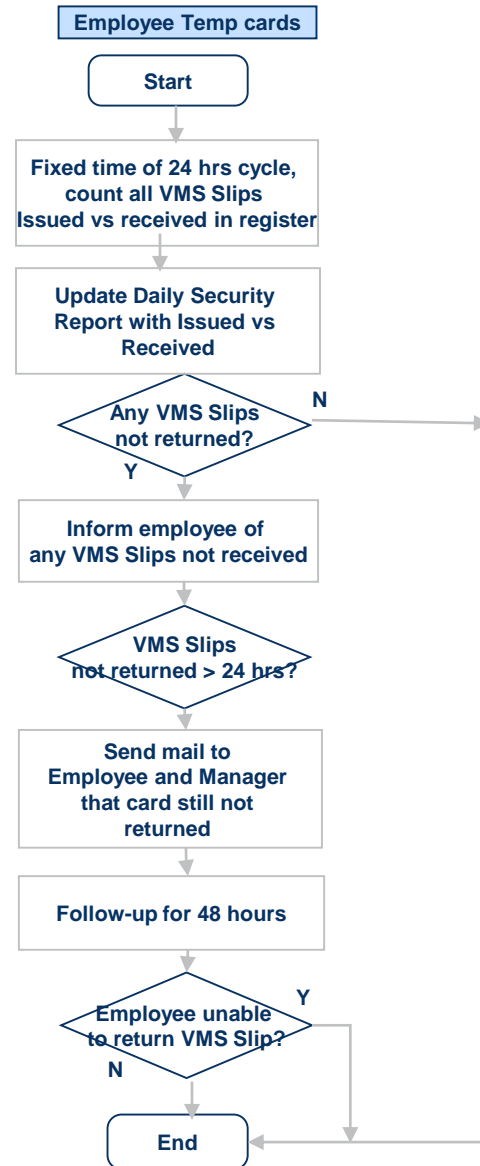 Employee Temp cards
Start
Fixed time of 24 hrs cycle,
count all VMS Slips
Issued vs received in register
Update Daily Security
Report with Issued vs
Received
Any VMS Slips
not returned?
N
Y
Inform employee of
any VMS Slips not received
VMS Slips
not returned > 24 hrs?
Send mail to
Employee and Manager
that card still not
returned
Follow-up for 48 hours
Employee unable
to return VMS Slip?
Y
N
End